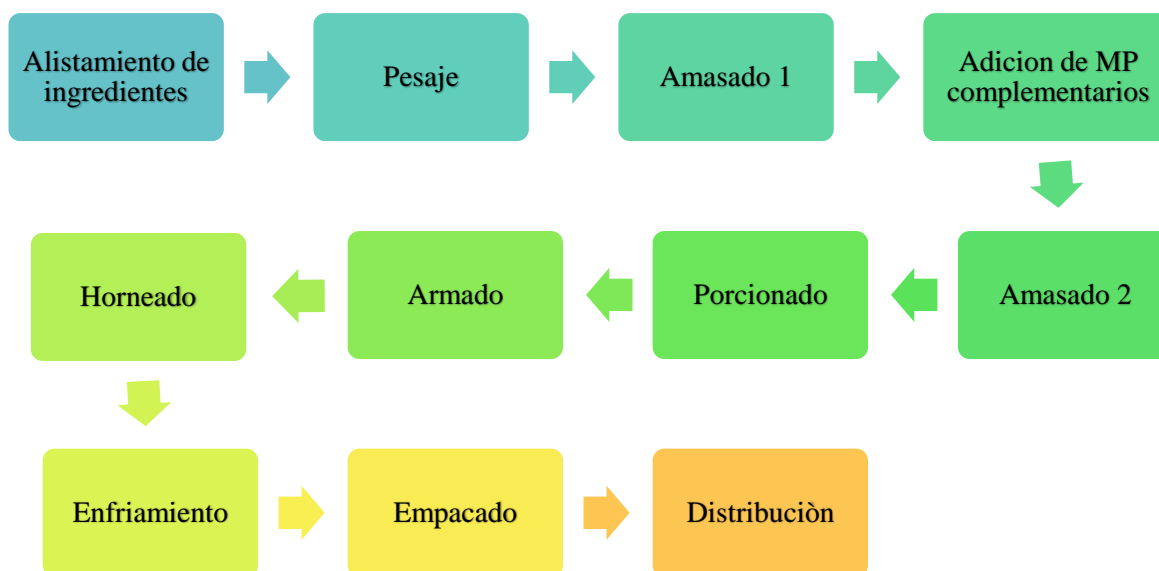 Alistamiento de
ingredientes
Pesaje
Amasado 1
Adicion de MP
complementarios
Amasado 2
Porcionado
Armado
Horneado
Enfriamiento
Empacado
Distribuciòn